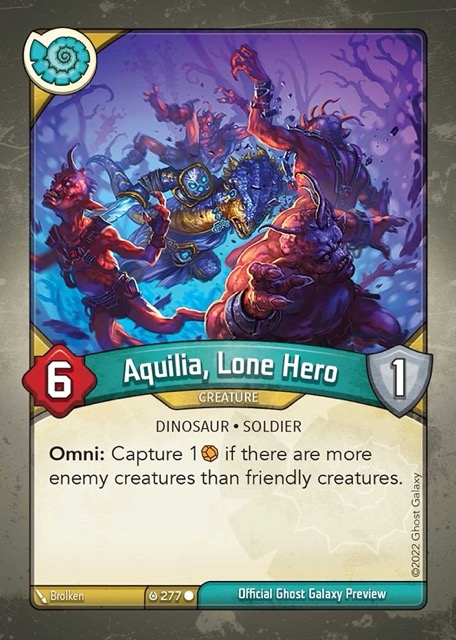 6
Aquilia, Lone Hero
1
CREATURE
DINOSAUR • SOLDIER
Omni: Capture 1 if there are more
enemy creatures than friendly creatures.
©2022 Ghost Galaxy
Brolken
277
Official Ghost Galaxy Preview